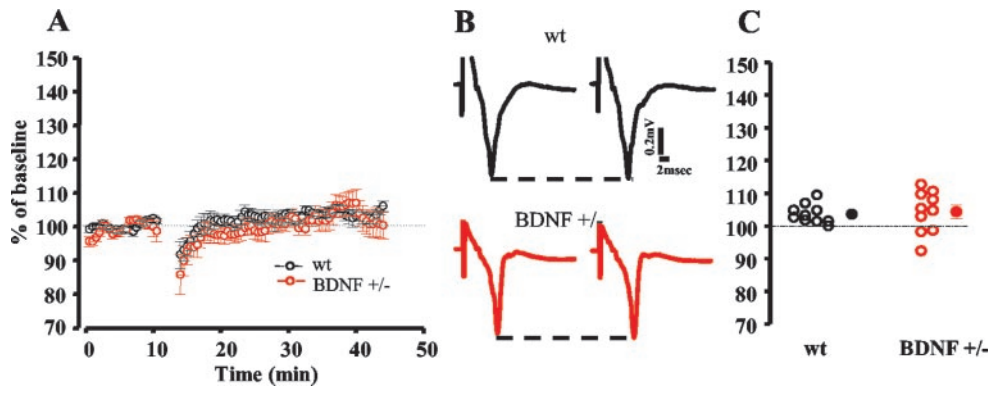 A
150
140
130
120
110
100
90
80
70
% of baseline
0 10 20 30 40 50
Time (min)
wt
BDNF +/-
B
wt
0.2mV
2msec
BDNF +/-
C
150
140
130
120
110
100
90
80
70
wt BDNF +/-